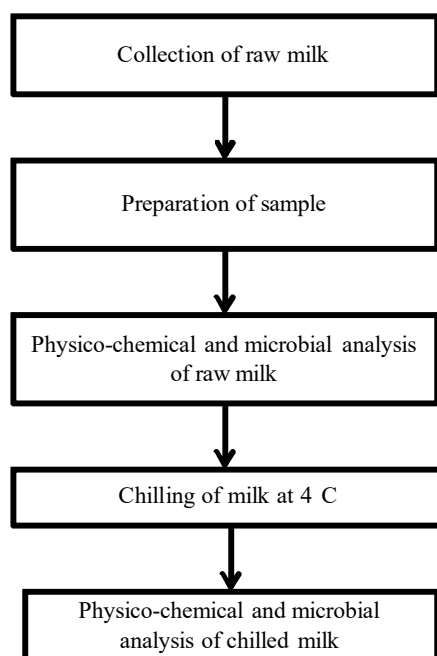 Collection of raw milk
Preparation of sample
Physico-chemical and microbial analysis
of raw milk
Chilling of milk at 4 C
Physico-chemical and microbial
analysis of chilled milk